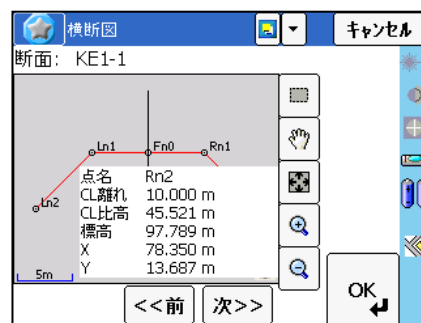 横断図
キャンセル
断面: KE1-1
Ln1 Fn0 Rn1
Ln2
点名 Rn2
CL離れ 10.000 m
CL比高 45.521 m
標高 97.789 m
X 78.350 m
Y 13.687 m
5m
<<前 次>>
OK